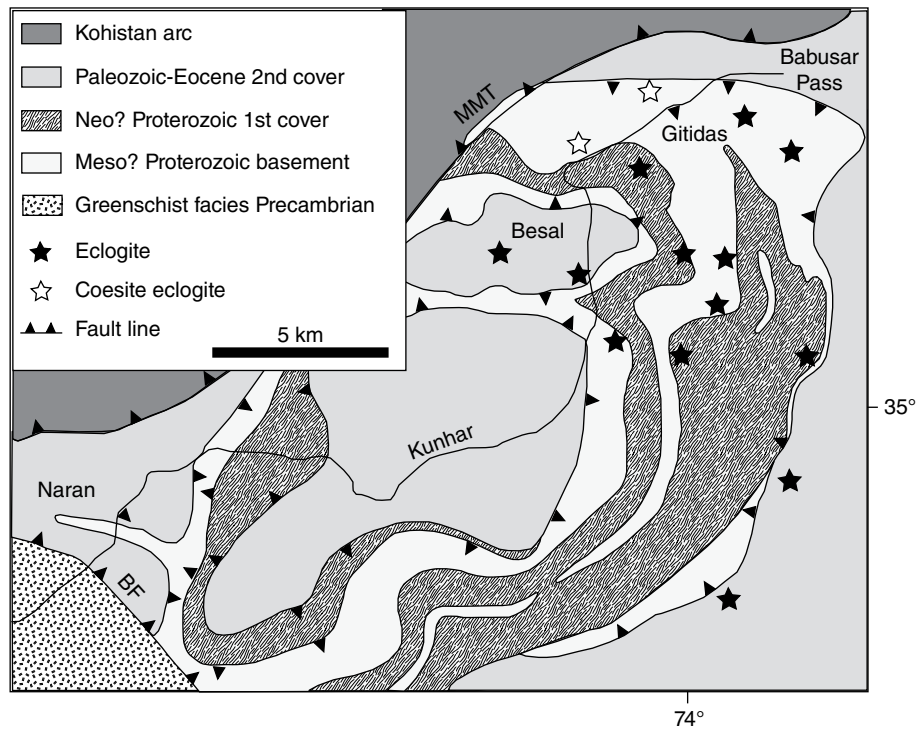 Kohistan arc
Paleozoic-Eocene 2nd cover
Neo? Proterozoic 1st cover
Meso? Proterozoic basement
Greenschist facies Precambrian
Eclogite
Coesite eclogite
Fault line
5 km
Babusar
Pass
MMT
Gitidas
Besal
35°
Kunhar
Naran
BF
74°